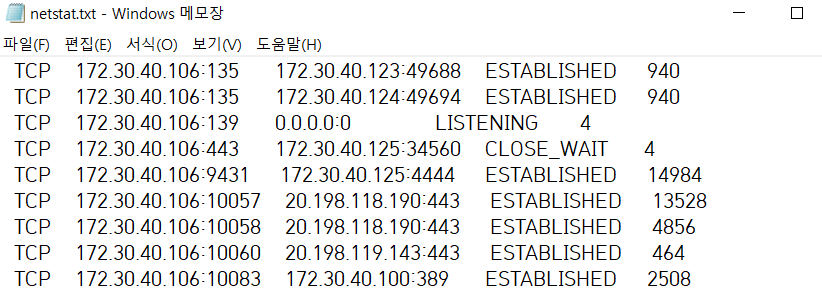 netstat.txt - Windows 메모장
파일(F) 편집(E) 서식(O) 보기(V) 도움말(H)
TCP 172.30.40.106:135 172.30.40.123:49688 ESTABLISHED 940
TCP 172.30.40.106:135 172.30.40.124:49694 ESTABLISHED 940
TCP 172.30.40.106:139 0.0.0.0:0 LISTENING 4
TCP 172.30.40.106:443 172.30.40.125:34560 CLOSE_WAIT 4
TCP 172.30.40.106:9431 172.30.40.125:4444 ESTABLISHED 14984
TCP 172.30.40.106:10057 20.198.118.190:443 ESTABLISHED 13528
TCP 172.30.40.106:10058 20.198.118.190:443 ESTABLISHED 4856
TCP 172.30.40.106:10060 20.198.119.143:443 ESTABLISHED 464
TCP 172.30.40.106:10083 172.30.40.100:389 ESTABLISHED 2508